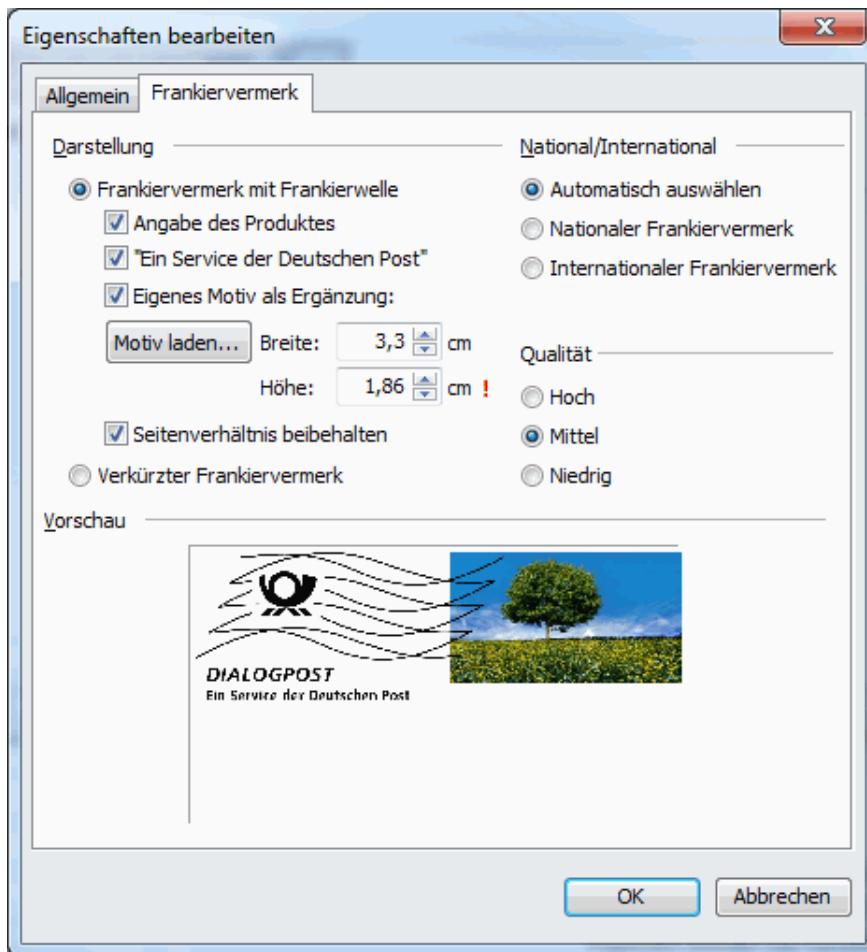 Eigenschaften bearbeiten
Allgemein Frankiervermerk
Darstellung
Frankiervermerk mit Frankierwelle
Angabe des Produktes
"Ein Service der Deutschen Post"
Eigenes Motiv als Ergänzung:
Motiv laden... Breite: 3,3 cm
Höhe: 1,86 cm !
Seitenverhältnis beibehalten
Verkürzter Frankiervermerk
National/International
Automatisch auswählen
Nationaler Frankiervermerk
Internationaler Frankiervermerk
Qualität
Hoch
Mittel
Niedrig
Vorschau
DIALOGPOST
Ein Service der Deutschen Post
OK Abbrechen